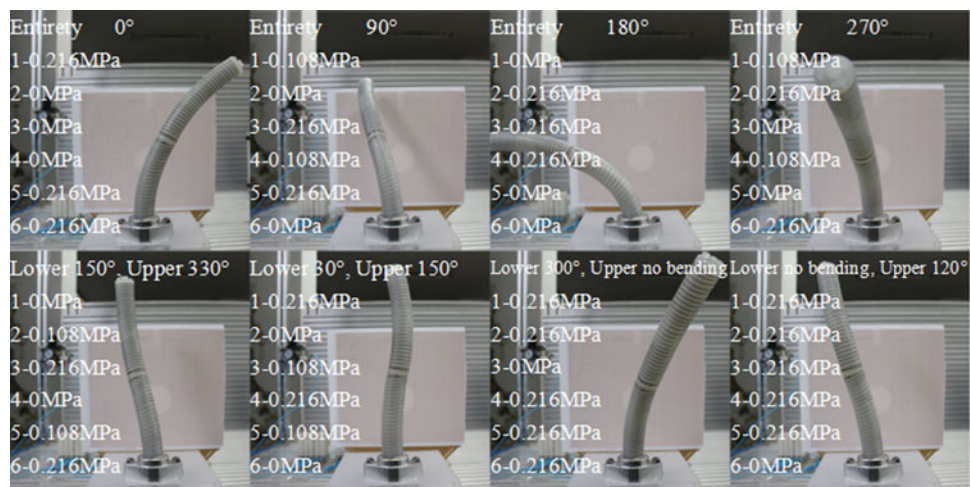 Entirety 0°
1-0.216MPa
2-0MPa
3-0MPa
4-0MPa
5-0.216MPa
6-0.216MPa
Entirety 90°
1-0.108MPa
2-0MPa
3-0.216MPa
4-0.108MPa
5-0MPa
6-0.216MPa
Entirety 180°
1-0MPa
2-0.216MPa
3-0.216MPa
4-0MPa
5-0.216MPa
6-0.216MPa
Entirety 270°
1-0.108MPa
2-0.216MPa
3-0MPa
4-0.108MPa
5-0.216MPa
6-0.216MPa
Lower 150°, Upper 330°
1-0MPa
2-0.108MPa
3-0.216MPa
4-0MPa
5-0.108MPa
6-0.216MPa
Lower 30°, Upper 150°
1-0.216MPa
2-0MPa
3-0.108MPa
4-0.216MPa
5-0.108MPa
6-0MPa
Lower 300°, Upper no bending
1-0.216MPa
2-0.216MPa
3-0MPa
4-0.216MPa
5-0.216MPa
6-0.216MPa
Lower no bending, Upper 120°
1-0.216MPa
2-0.216MPa
3-0.216MPa
4-0.216MPa
5-0.216MPa
6-0MPa